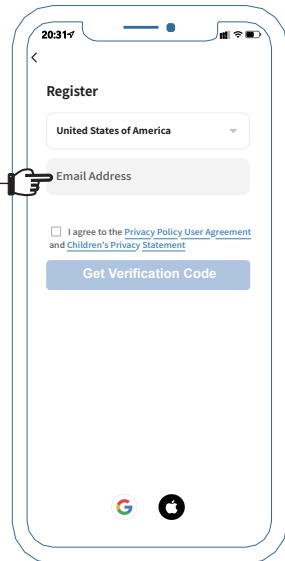 20:31
Register
United States of America
Email Address
I agree to the Privacy Policy User Agreement
and Children's Privacy Statement
Get Verification Code